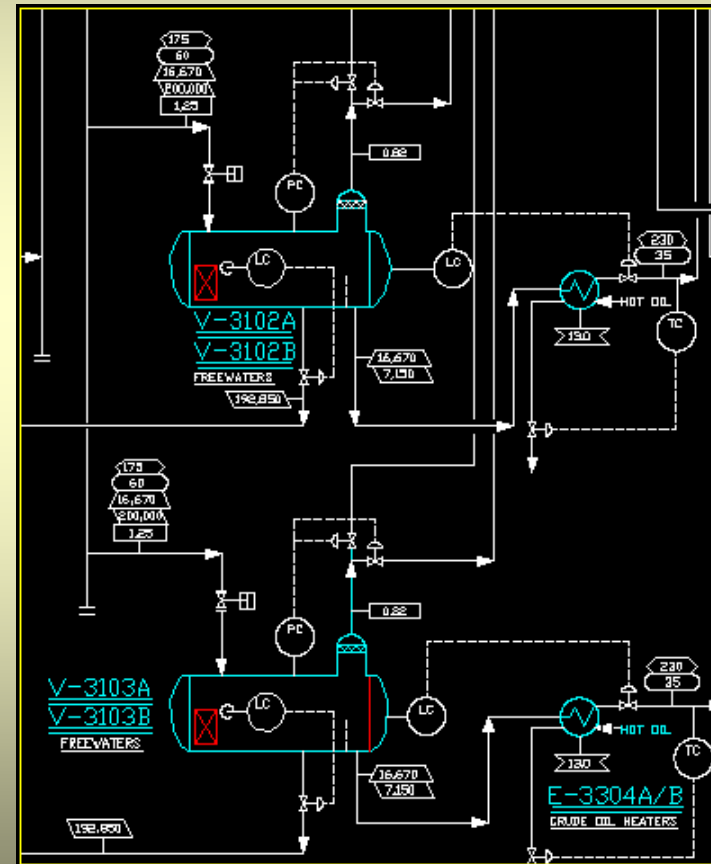 175
60
16,670
200,000
1.25
0.82
PC
LC
LC
230
35
HOT OIL
TC
V-3102A
V-3102B
FREEWATERS
16,670
7,150
192,850
175
60
16,670
200,000
1.25
0.82
PC
LC
LC
230
35
V-3103A
V-3103B
FREEWATERS
HOT OIL
TC
16,670
7,150
13.0
E-3304A/B
CRUDE OIL HEATERS
192,850